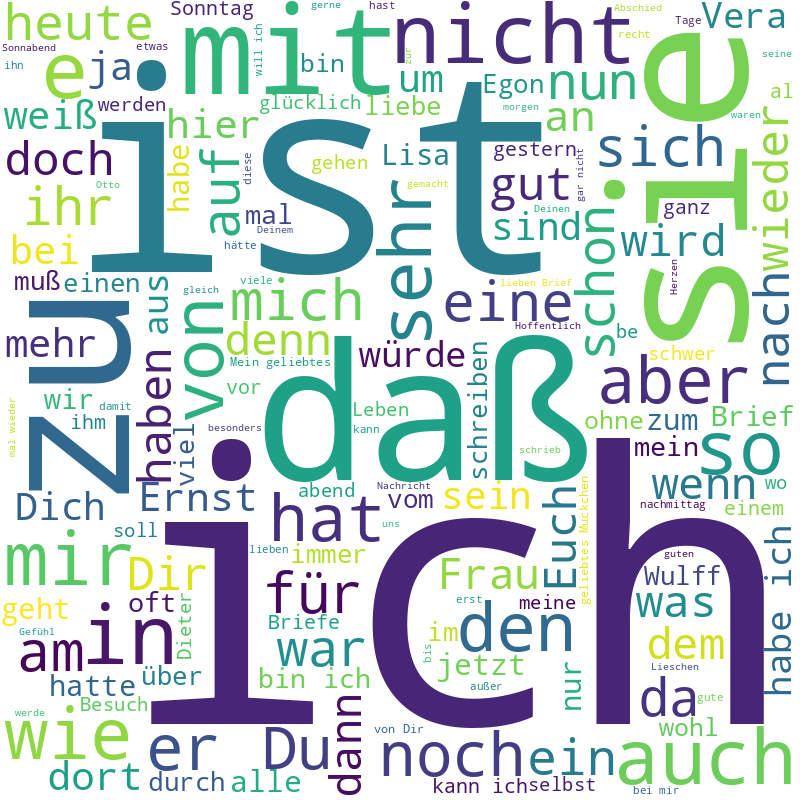 heute
Sonntag
mit
will ich
gerne
zur
hast
nicht
Abschied
recht
Tage
Vera
Sonnabend
etwas
ihn
e
ja
bin
um
Egon
nun
seine
sie
al
weiß
werden
glücklich
liebe
morgen
an
waren
ist
hier
doch
habe
auf
diese
gehen
Lisa
gestern
sich
wieder
gemacht
gut
gar nicht
Otto
ihr
mal
Deinem
hätte
sehr
Deinen
sind
schon
ganz
wird
bei
muß
einen
aus
gleich
viele
mich
eine
lieben Brief
Herzen
nach
zu
von
denn
Hoffentlich
be
mehr
haben
Mein geliebtes
würde
daß
schwer
aber
wir
damit
ihm
viel
vor
Leben
kann
schreiben
ohne
zum
Brief
mal wieder
besonders
schrieb
mein
so
Dich
Ernst
abend
Nachricht
vom
sein
Euch
geliebtes Muckchen
wenn
wo
nachmittag
einem
soll
hat
uns
ich
mir
Dir
lieben
immer
Frau
guten
Wulff
habe ich
geht
oft
Dieter
für
Briefe
erst
meine
was
Gefühl
am
in
war
im
bis
den
dem
Lieschen
jetzt
hatte
über
bin ich
außer
nur
da
gute
Besuch
werde
wie
er
Du
dann
von Dir
noch
ein
wohl
auch
dort
durch
alle
kann ich
selbst
bei mir